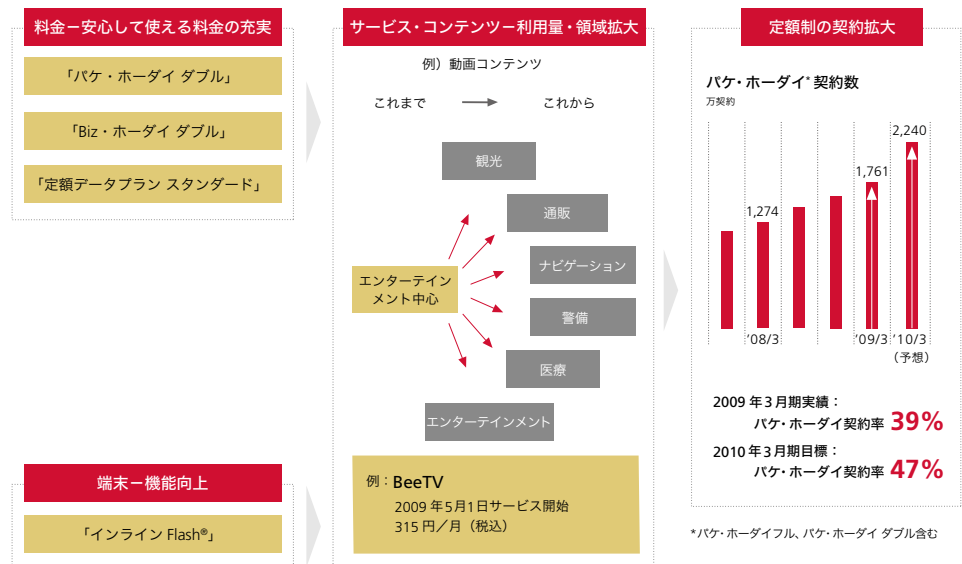 料金－安心して使える料金の充実
「パケ・ホーダイ ダブル」
「Biz・ホーダイ ダブル」
「定額データプラン スタンダード」
端末－機能向上
「インライン Flash®」
サービス・コンテンツ－利用量・領域拡大
例）動画コンテンツ
これまで
これから
観光
通販
ナビゲーション
エンターテイン
メント中心
警備
医療
エンターテインメント
例：BeeTV
2009年5月1日サービス開始
315円／月（税込）
定額制の契約拡大
パケ・ホーダイ*契約数
万契約
2,240
1,761
1,274
’08/3
’09/3
’10/3
（予想）
2009年3月期実績：
パケ・ホーダイ契約率 39%
2010年3月期目標：
パケ・ホーダイ契約率 47%
*パケ・ホーダイフル、パケ・ホーダイ ダブル含む